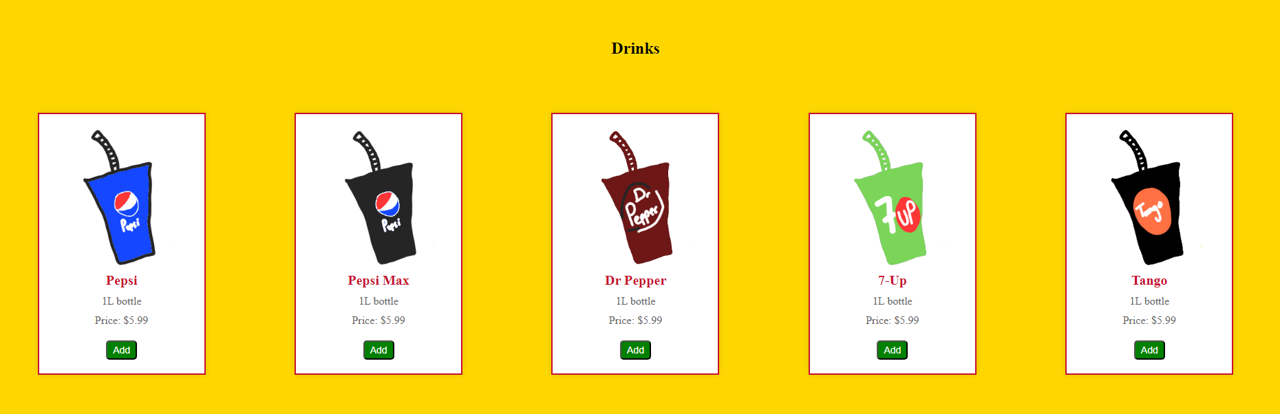 Drinks
Pepsi
Pepsi
Dr
Pepper
7 UP
Tango
Pepsi
1L bottle
Price: $5.99
Add
Pepsi Max
1L bottle
Price: $5.99
Add
Dr Pepper
1L bottle
Price: $5.99
Add
7-Up
1L bottle
Price: $5.99
Add
Tango
1L bottle
Price: $5.99
Add